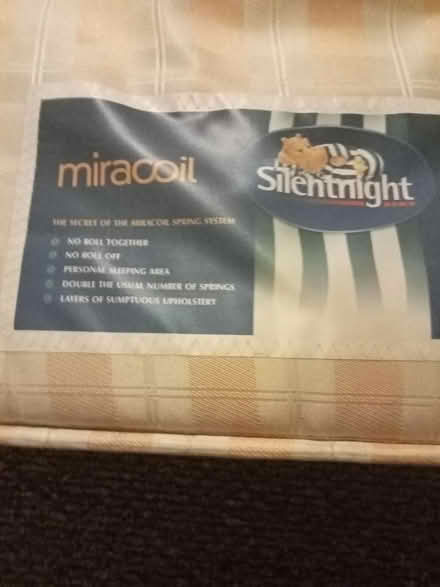 miracoil
Silentnight
BEDS
THE SECRET OF THE MIRACOIL SPRING SYSTEM
NO ROLL TOGETHER
NO ROLL OFF
PERSONAL SLEEPING AREA
DOUBLE THE USUAL NUMBER OF SPRINGS
LAYERS OF SUMPTUOUS UPHOLSTERY